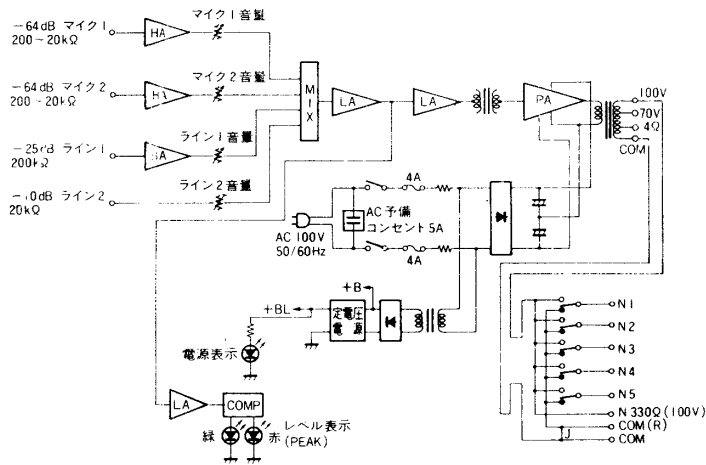 -64dB マイク1
200~20kΩ
HA
マイク1音量
-64dB マイク2
200~20kΩ
HA
マイク2音量
-25dB ライン1
200kΩ
BA
ライン1音量
-10dB ライン2
20kΩ
ライン2音量
MIX
LA
LA
PA
100V
70V
4Ω
COM
AC 100V
50/60Hz
4A
AC予備
コンセント5A
4A
+B
+BL
定電圧
電源
電源表示
LA
COMP
緑
赤
レベル表示
(PEAK)
N1
N2
N3
N4
N5
N 330Ω(100V)
COM(R)
J
COM